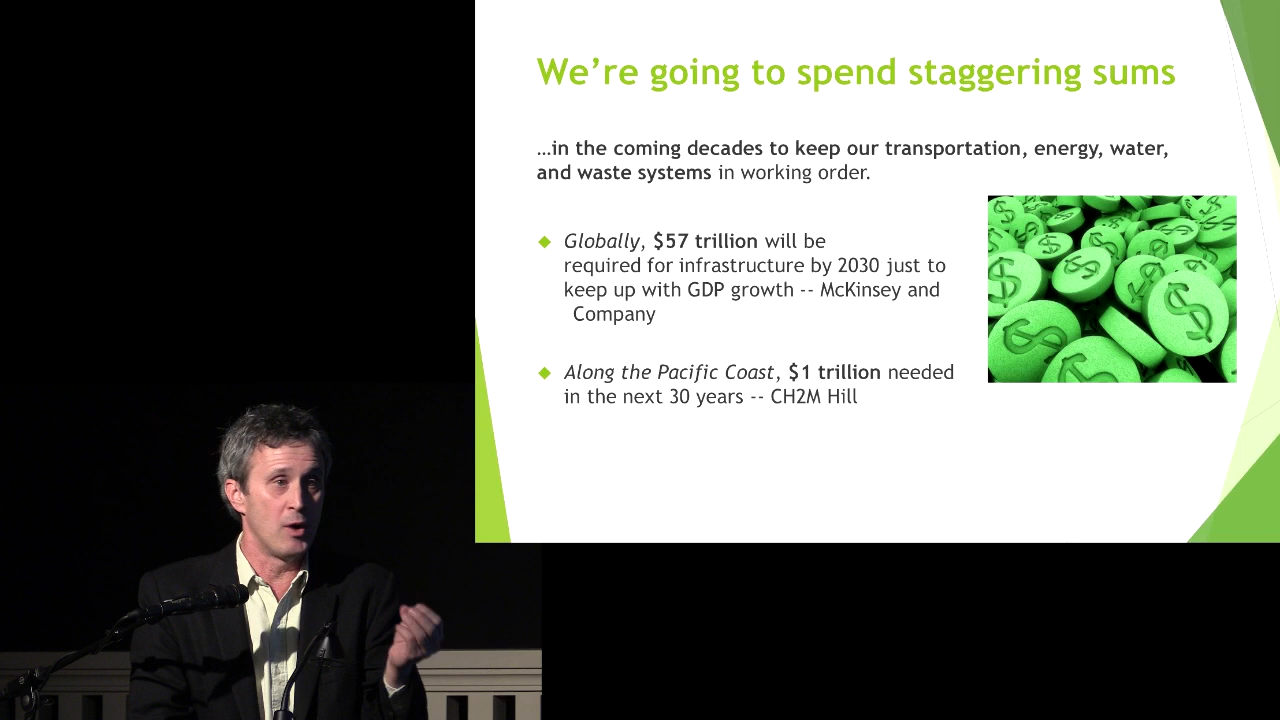 We’re going to spend staggering sums
…in the coming decades to keep our transportation, energy, water,
and waste systems in working order.
Globally, $57 trillion will be
required for infrastructure by 2030 just to
keep up with GDP growth -- McKinsey and
Company
Along the Pacific Coast, $1 trillion needed
in the next 30 years -- CH2M Hill